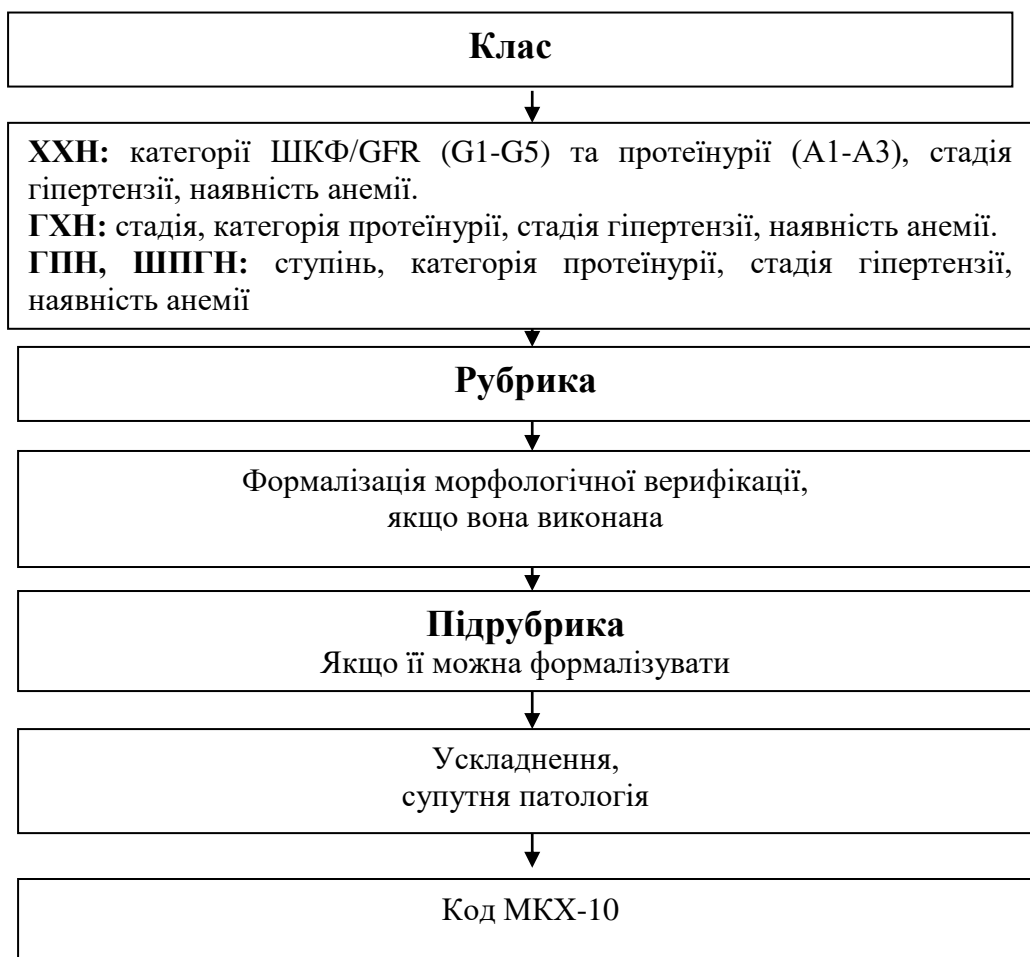 Клас
ХХН: категорії ШКФ/GFR (G1-G5) та протеїнурії (А1-А3), стадія
гіпертензії, наявність анемії.
ГХН: стадія, категорія протеїнурії, стадія гіпертензії, наявність анемії.
ГПН, ШПГН: ступінь, категорія протеїнурії, стадія гіпертензії,
наявність анемії
Рубрика
Формалізація морфологічної верифікації,
якщо вона виконана
Підрубрика
Якщо її можна формалізувати
Ускладнення,
супутня патологія
Код МКХ-10